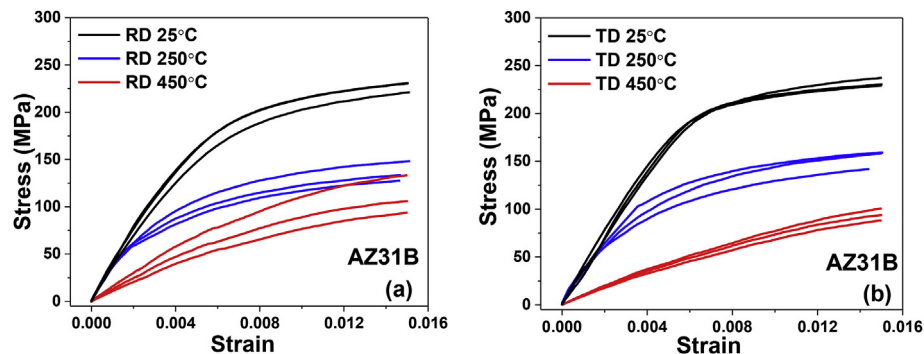 300
250
200
150
100
50
0
Stress (MPa)
RD 25°C
RD 250°C
RD 450°C
AZ31B
(a)
0.000 0.004 0.008 0.012 0.016
Strain
300
250
200
150
100
50
0
Stress (MPa)
TD 25°C
TD 250°C
TD 450°C
AZ31B
(b)
0.000 0.004 0.008 0.012 0.016
Strain